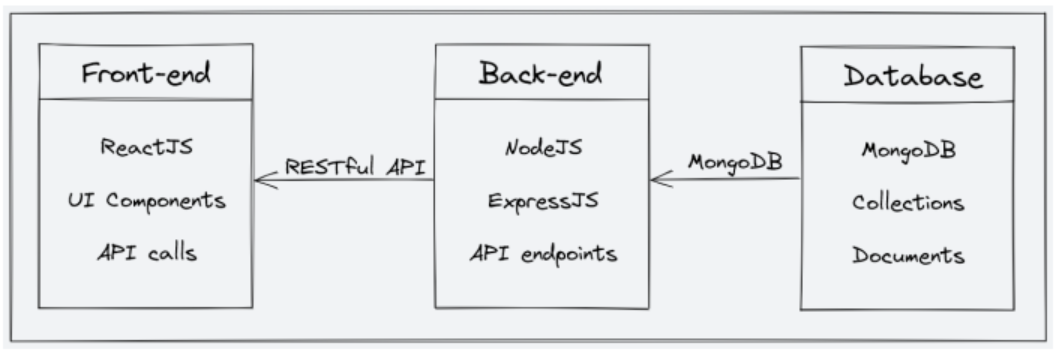 Front-end
ReactJS
UI Components
API calls
RESTful API
Back-end
NodeJS
ExpressJS
API endpoints
MongoDB
Database
MongoDB
Collections
Documents